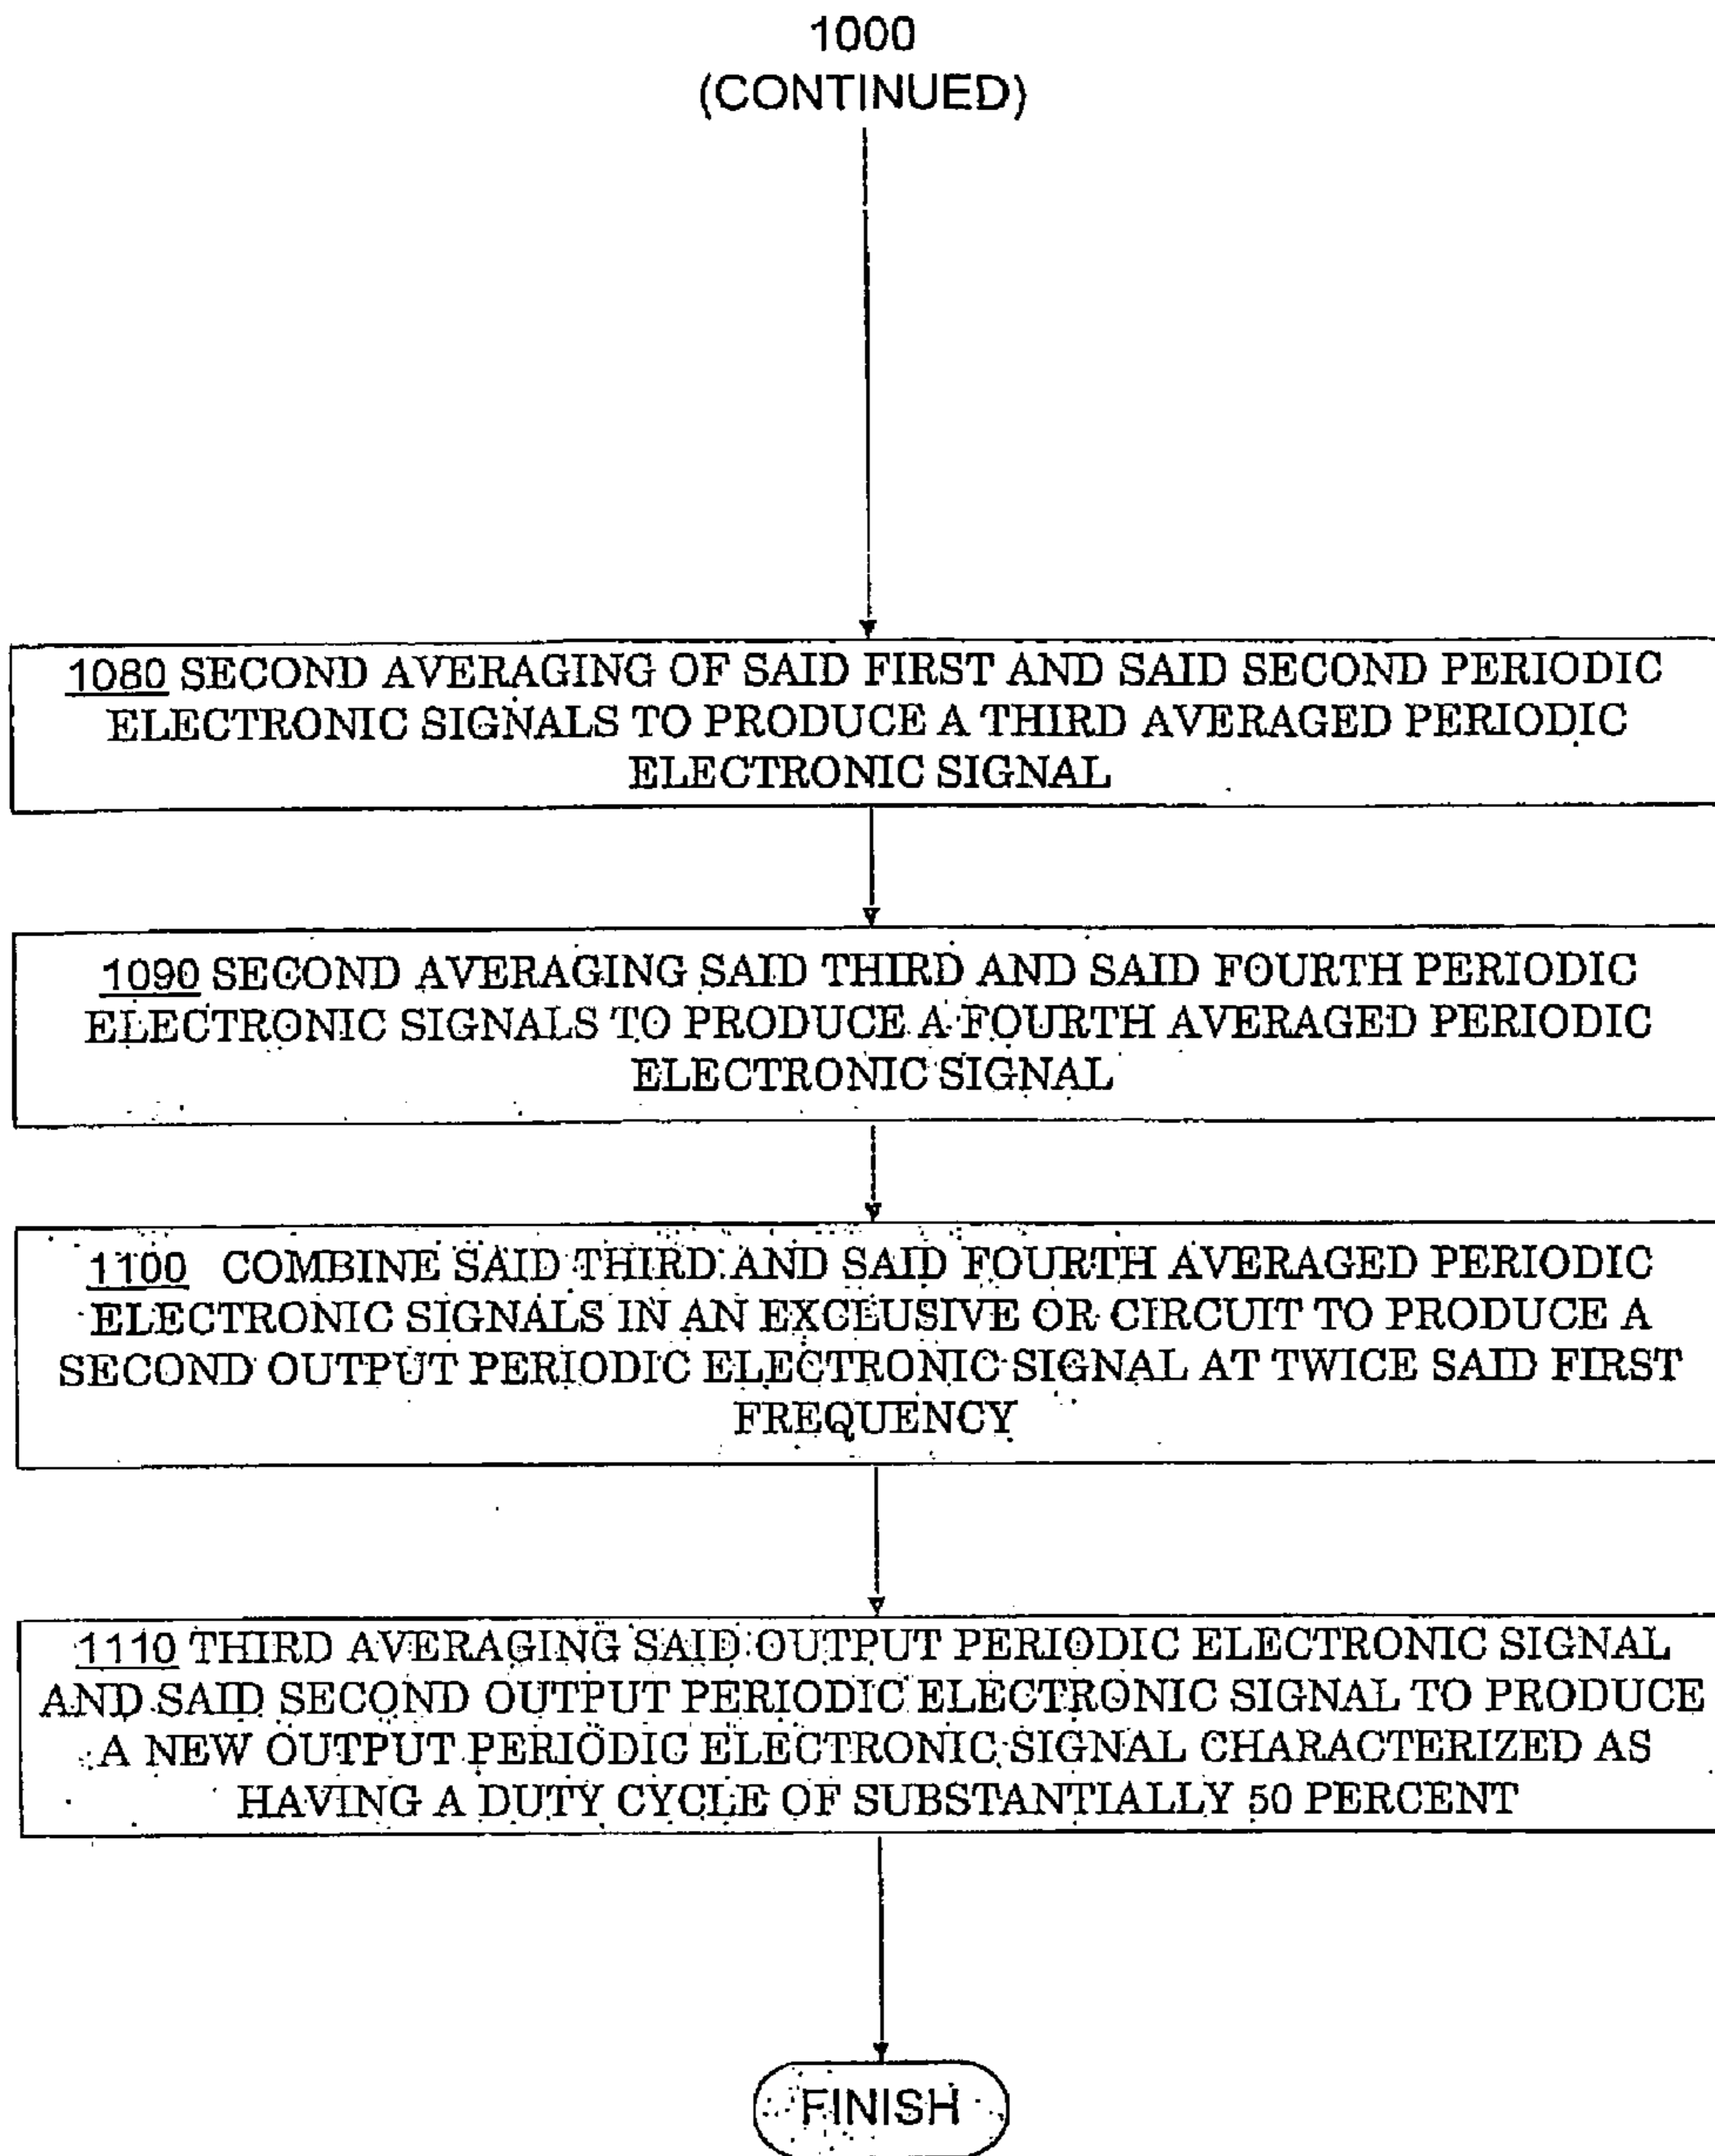 1000
(CONTINUED)
1080 SECOND AVERAGING OF SAID FIRST AND SAID SECOND PERIODIC
ELECTRONIC SIGNALS TO PRODUCE A THIRD AVERAGED PERIODIC
ELECTRONIC SIGNAL
1090 SECOND AVERAGING SAID THIRD AND SAID FOURTH PERIODIC
ELECTRONIC SIGNALS TO PRODUCE A FOURTH AVERAGED PERIODIC
ELECTRONIC SIGNAL
1100 COMBINE SAID THIRD AND SAID FOURTH AVERAGED PERIODIC
ELECTRONIC SIGNALS IN AN EXCLUSIVE OR CIRCUIT TO PRODUCE A
SECOND OUTPUT PERIODIC ELECTRONIC SIGNAL AT TWICE SAID FIRST
FREQUENCY
1110 THIRD AVERAGING SAID OUTPUT PERIODIC ELECTRONIC SIGNAL
AND SAID SECOND OUTPUT PERIODIC ELECTRONIC SIGNAL TO PRODUCE
A NEW OUTPUT PERIODIC ELECTRONIC SIGNAL CHARACTERIZED AS
HAVING A DUTY CYCLE OF SUBSTANTIALLY 50 PERCENT
FINISH